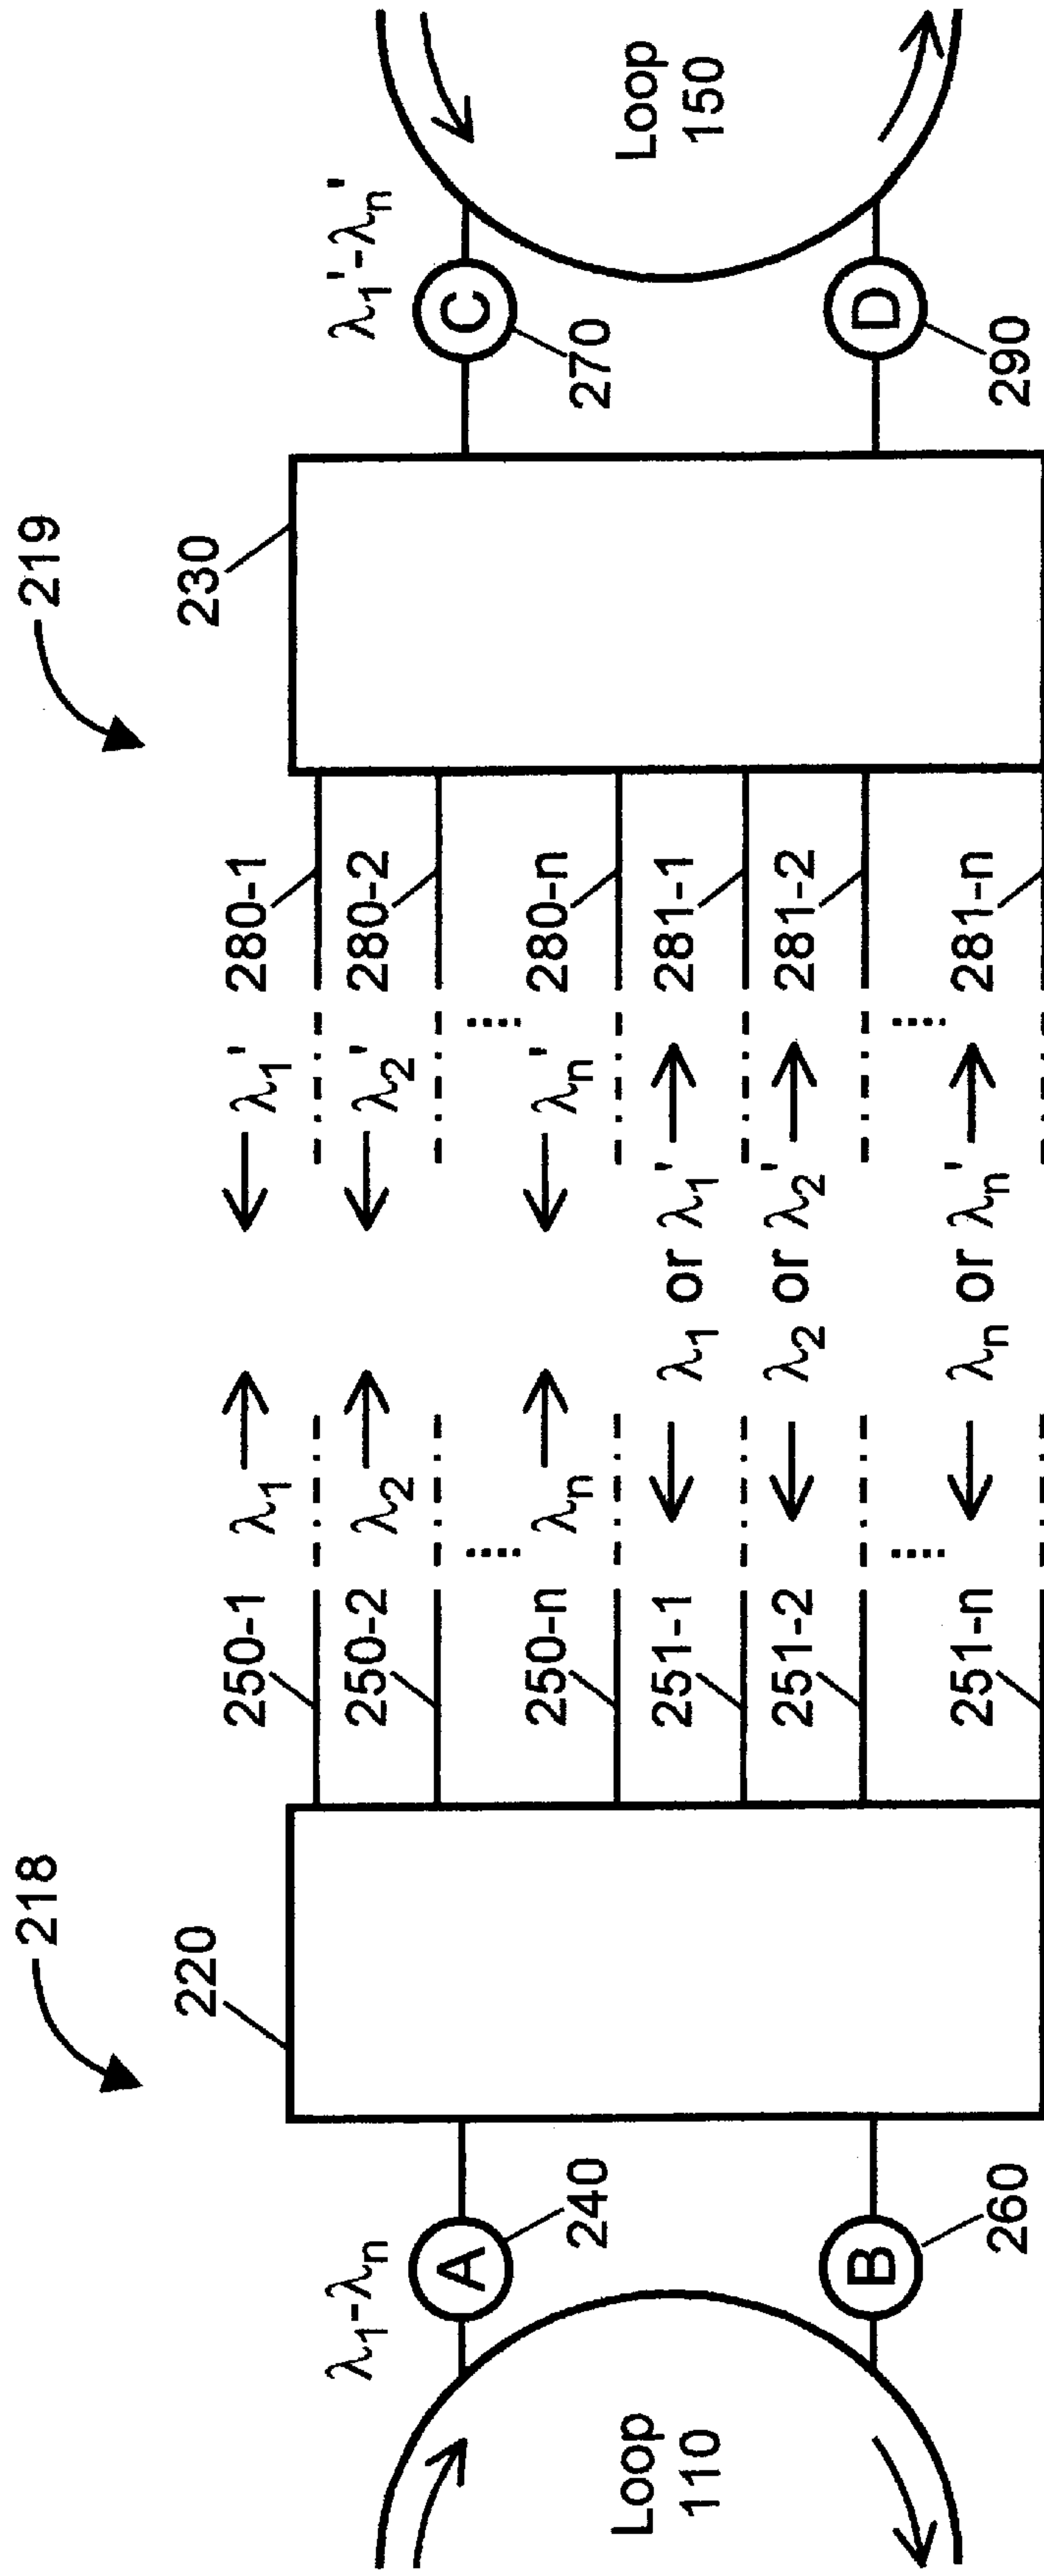 218
219
220
230
λ1-λn
λ1'-λn'
250-1
λ1
λ1'
280-1
250-2
λ2
λ2'
280-2
A
240
C
270
250-n
λn
λn'
280-n
Loop
110
Loop
150
251-1
λ1 or λ1'
281-1
251-2
λ2 or λ2'
281-2
B
260
D
290
251-n
λn or λn'
281-n